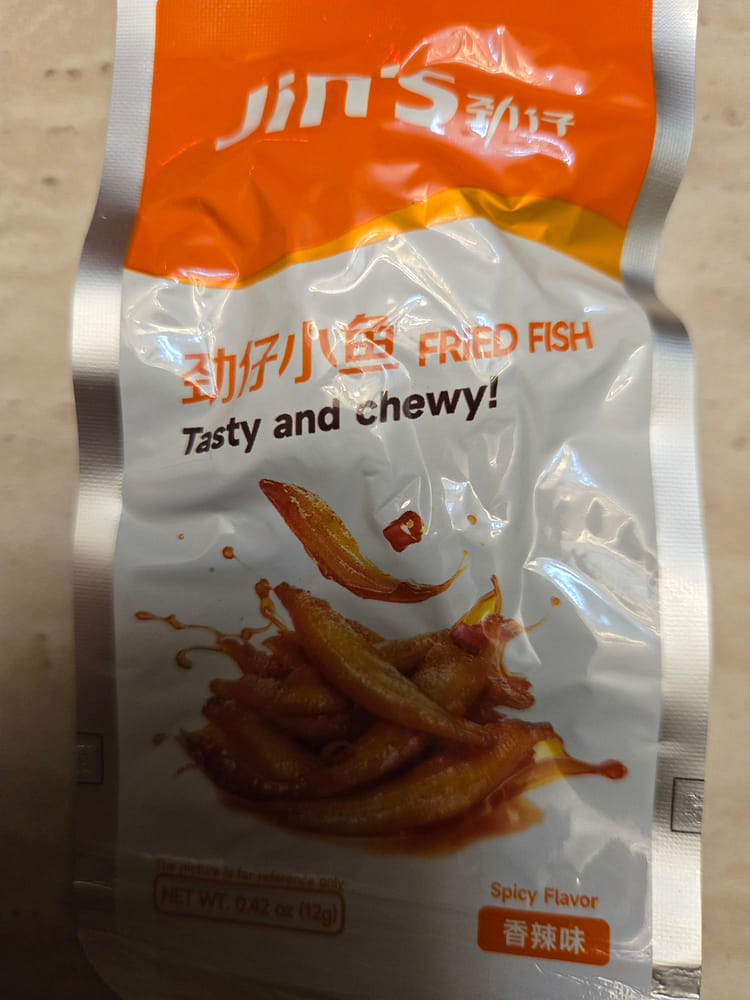 Jin's 劲仔
劲仔小鱼 FRIED FISH
Tasty and chewy!
The picture is for reference only
NET WT. 0.42 oz (12g)
Spicy Flavor
香辣味